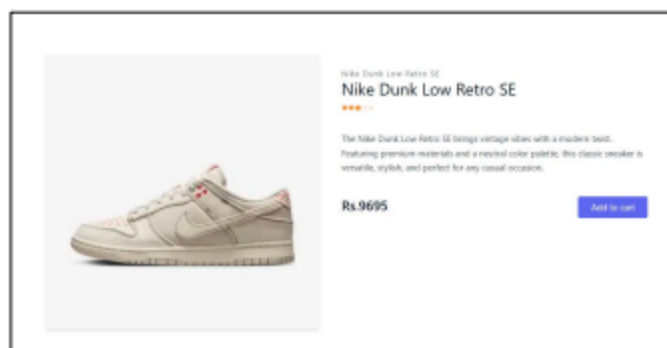 Nike Dunk Low Retro SE
Nike Dunk Low Retro SE
The Nike Dunk Low Retro SE brings vintage vibes with a modern twist.
Featuring premium materials and a neutral color palette, this classic sneaker is
versatile, stylish, and perfect for any casual occasion.
Rs.9695
Add to cart